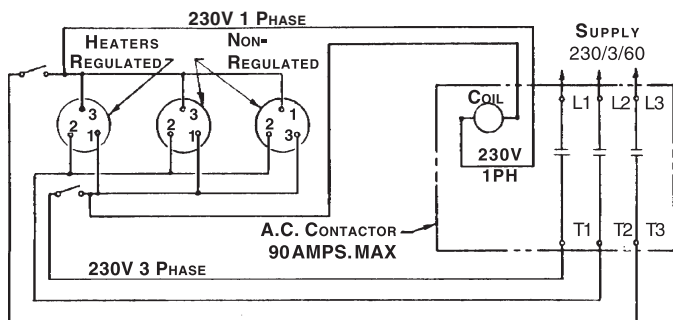 230V 1 PHASE
HEATERS
REGULATED
NON-
REGULATED
SUPPLY
230/3/60
3
2
1
3
2
1
1
2
3
COIL
230V
1PH
L1
L2
L3
A.C. CONTACTOR
90 AMPS. MAX
T1
T2
T3
230V 3 PHASE